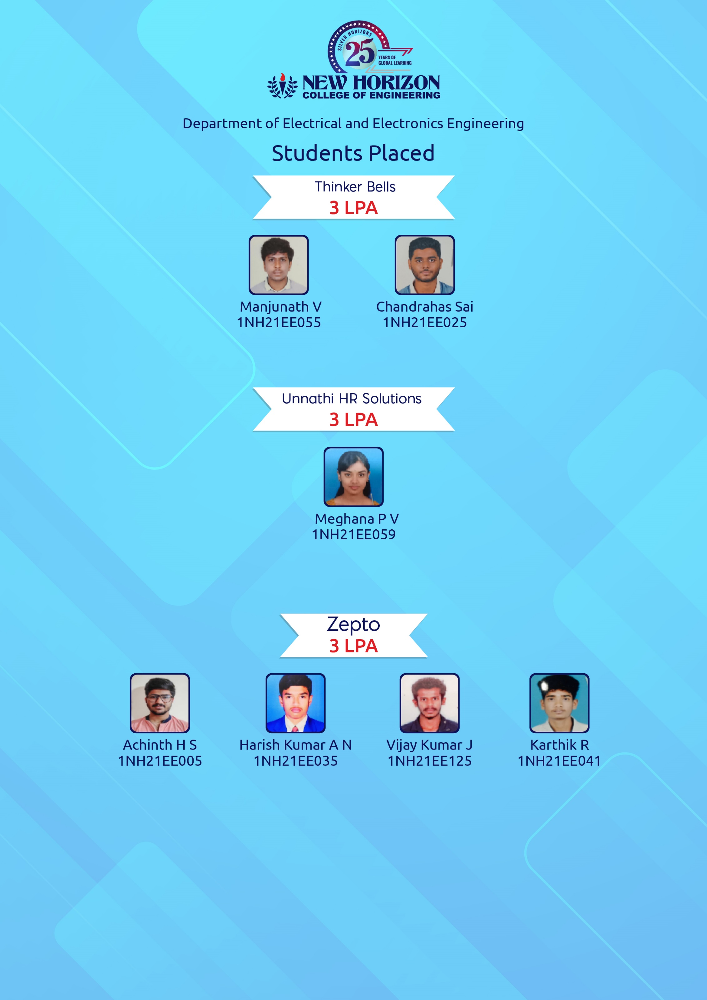 SILVER HORIZONS
25
YEARS OF
GLOBAL LEARNING
NEW HORIZON
COLLEGE OF ENGINEERING
Department of Electrical and Electronics Engineering
Students Placed
Thinker Bells
3 LPA
Manjunath V
1NH21EE055
Chandrahas Sai
1NH21EE025
Unnathi HR Solutions
3 LPA
Meghana P V
1NH21EE059
Zepto
3 LPA
Achinth H S
1NH21EE005
Harish Kumar A N
1NH21EE035
Vijay Kumar J
1NH21EE125
Karthik R
1NH21EE041